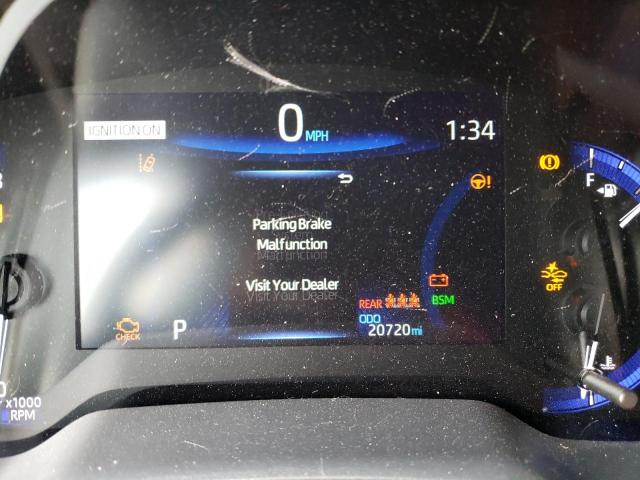 IGNITION ON
0 MPH
1:34
F
Parking Brake
Malfunction
Visit Your Dealer
REAR
BSM
OFF
ODO
20720 mi
CHECK
P
x1000
RPM